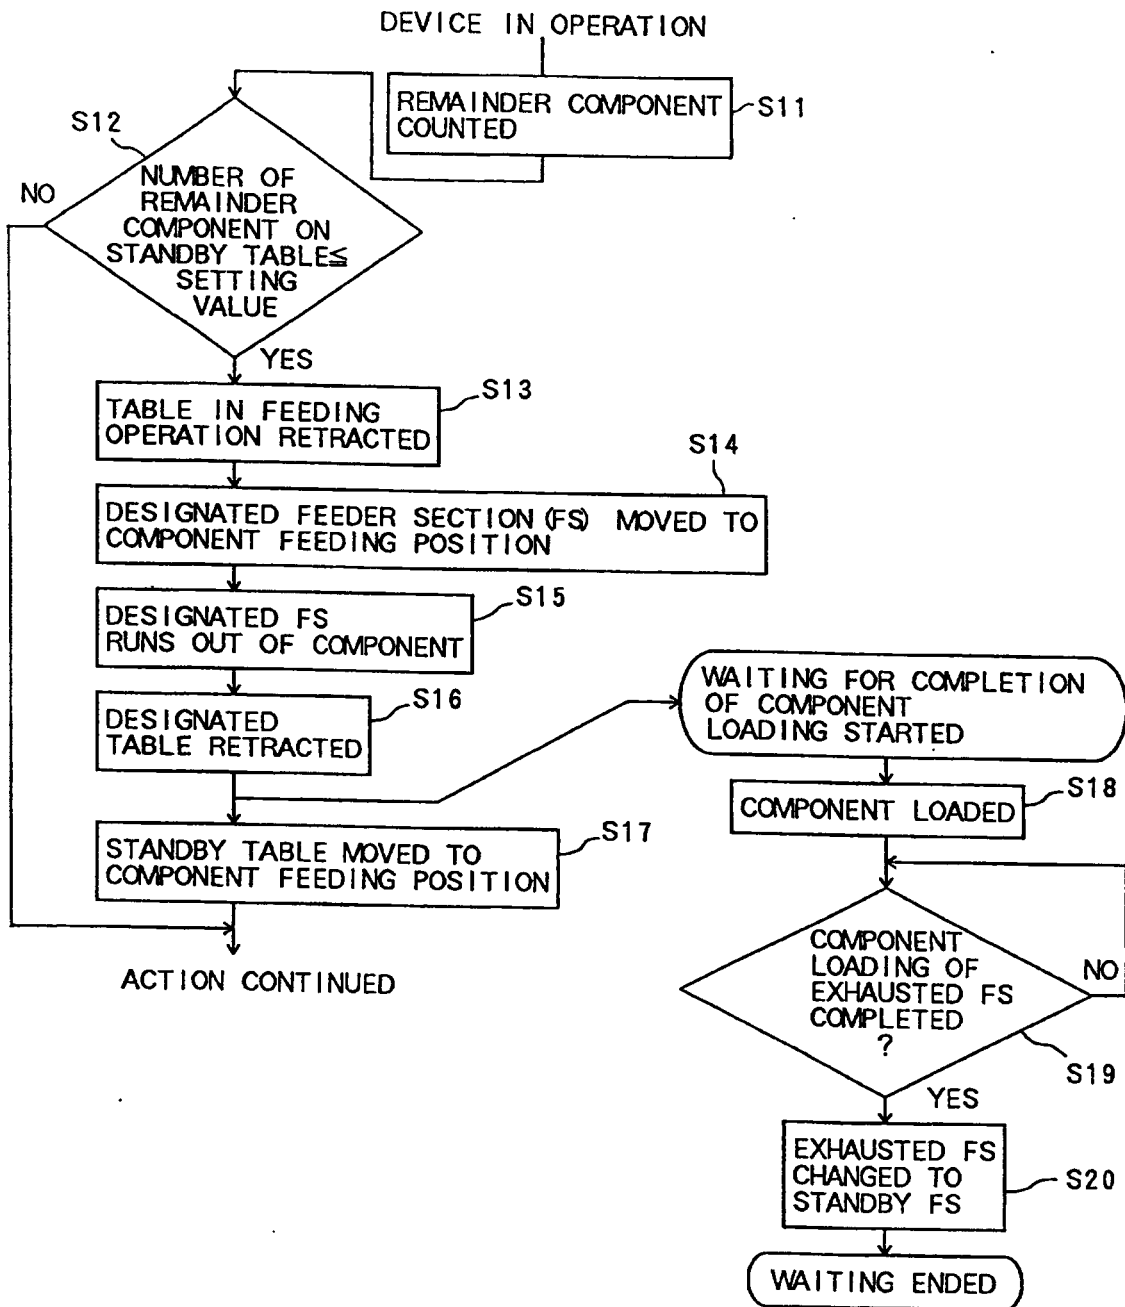 DEVICE IN OPERATION
REMAINDER COMPONENT
COUNTED
S11
S12
NUMBER OF
REMAINDER
COMPONENT ON
STANDBY TABLE≦
SETTING
VALUE
NO
YES
TABLE IN FEEDING
OPERATION RETRACTED
S13
S14
DESIGNATED FEEDER SECTION (FS) MOVED TO
COMPONENT FEEDING POSITION
S15
DESIGNATED FS
RUNS OUT OF COMPONENT
S16
DESIGNATED
TABLE RETRACTED
S17
STANDBY TABLE MOVED TO
COMPONENT FEEDING POSITION
ACTION CONTINUED
WAITING FOR COMPLETION
OF COMPONENT
LOADING STARTED
S18
COMPONENT LOADED
COMPONENT
LOADING OF
EXHAUSTED FS
COMPLETED
?
NO
S19
YES
EXHAUSTED FS
CHANGED TO
STANDBY FS
S20
WAITING ENDED